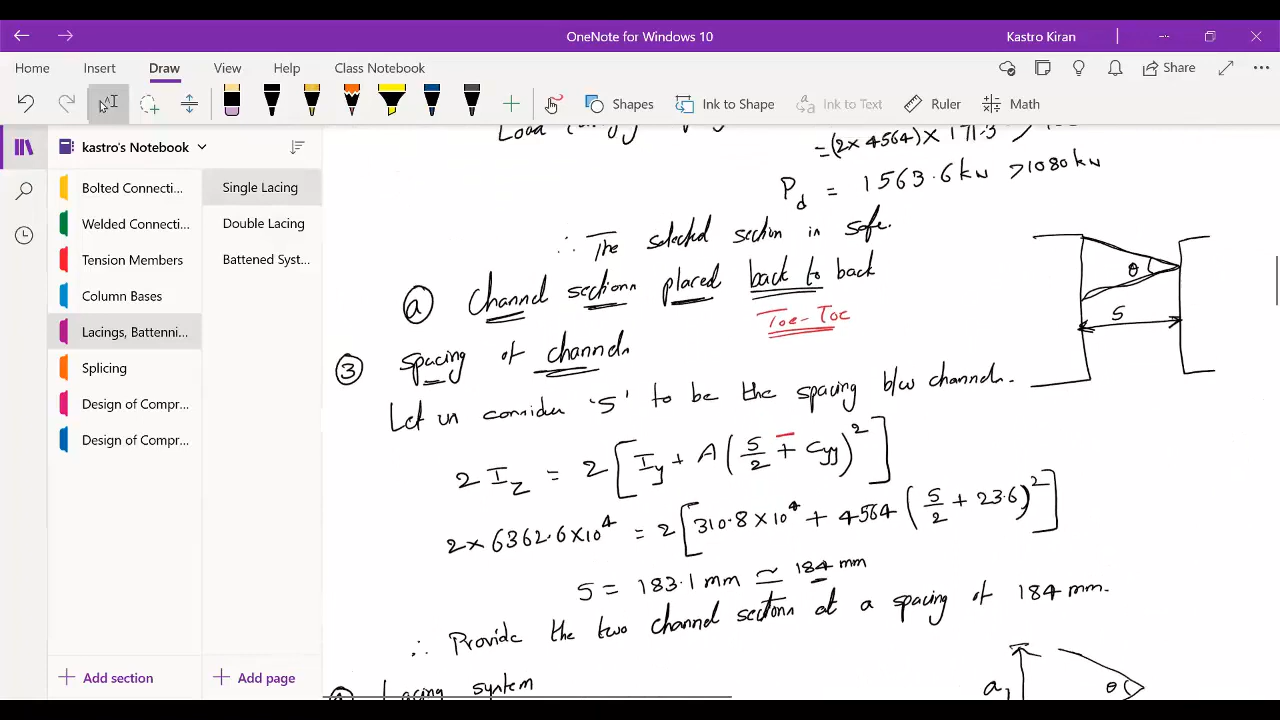 OneNote for Windows 10
Kastro Kiran
Home
Insert
Draw
View
Help
Class Notebook
Share
Shapes
Ink to Shape
Ink to Text
Ruler
Math
kastro's Notebook
Bolted Connecti...
Welded Connecti...
Tension Members
Column Bases
Lacings, Battenni...
Splicing
Design of Compr...
Design of Compr...
Add section
Single Lacing
Double Lacing
Battened Syst...
Add page
Load
=(2×4564)×171.3 >
Pd = 1563.6 kN >1080 kN
∴ The selected section is safe.
ⓐ Channel sections placed back to back
Toe-Toe
③ Spacing of channels
Let us consider 'S' to be the spacing b/w channels.
2 Iz = 2 [Iy + A (S/2 ∓ Cyy)²]
2× 6362.6×10⁴ = 2 [310.8×10⁴ + 4564 (S/2 + 23.6)²]
S = 183.1 mm ≃ 184 mm
∴ Provide the two channel sections at a spacing of 184 mm.
Lacing system
θ
S
a1
θ